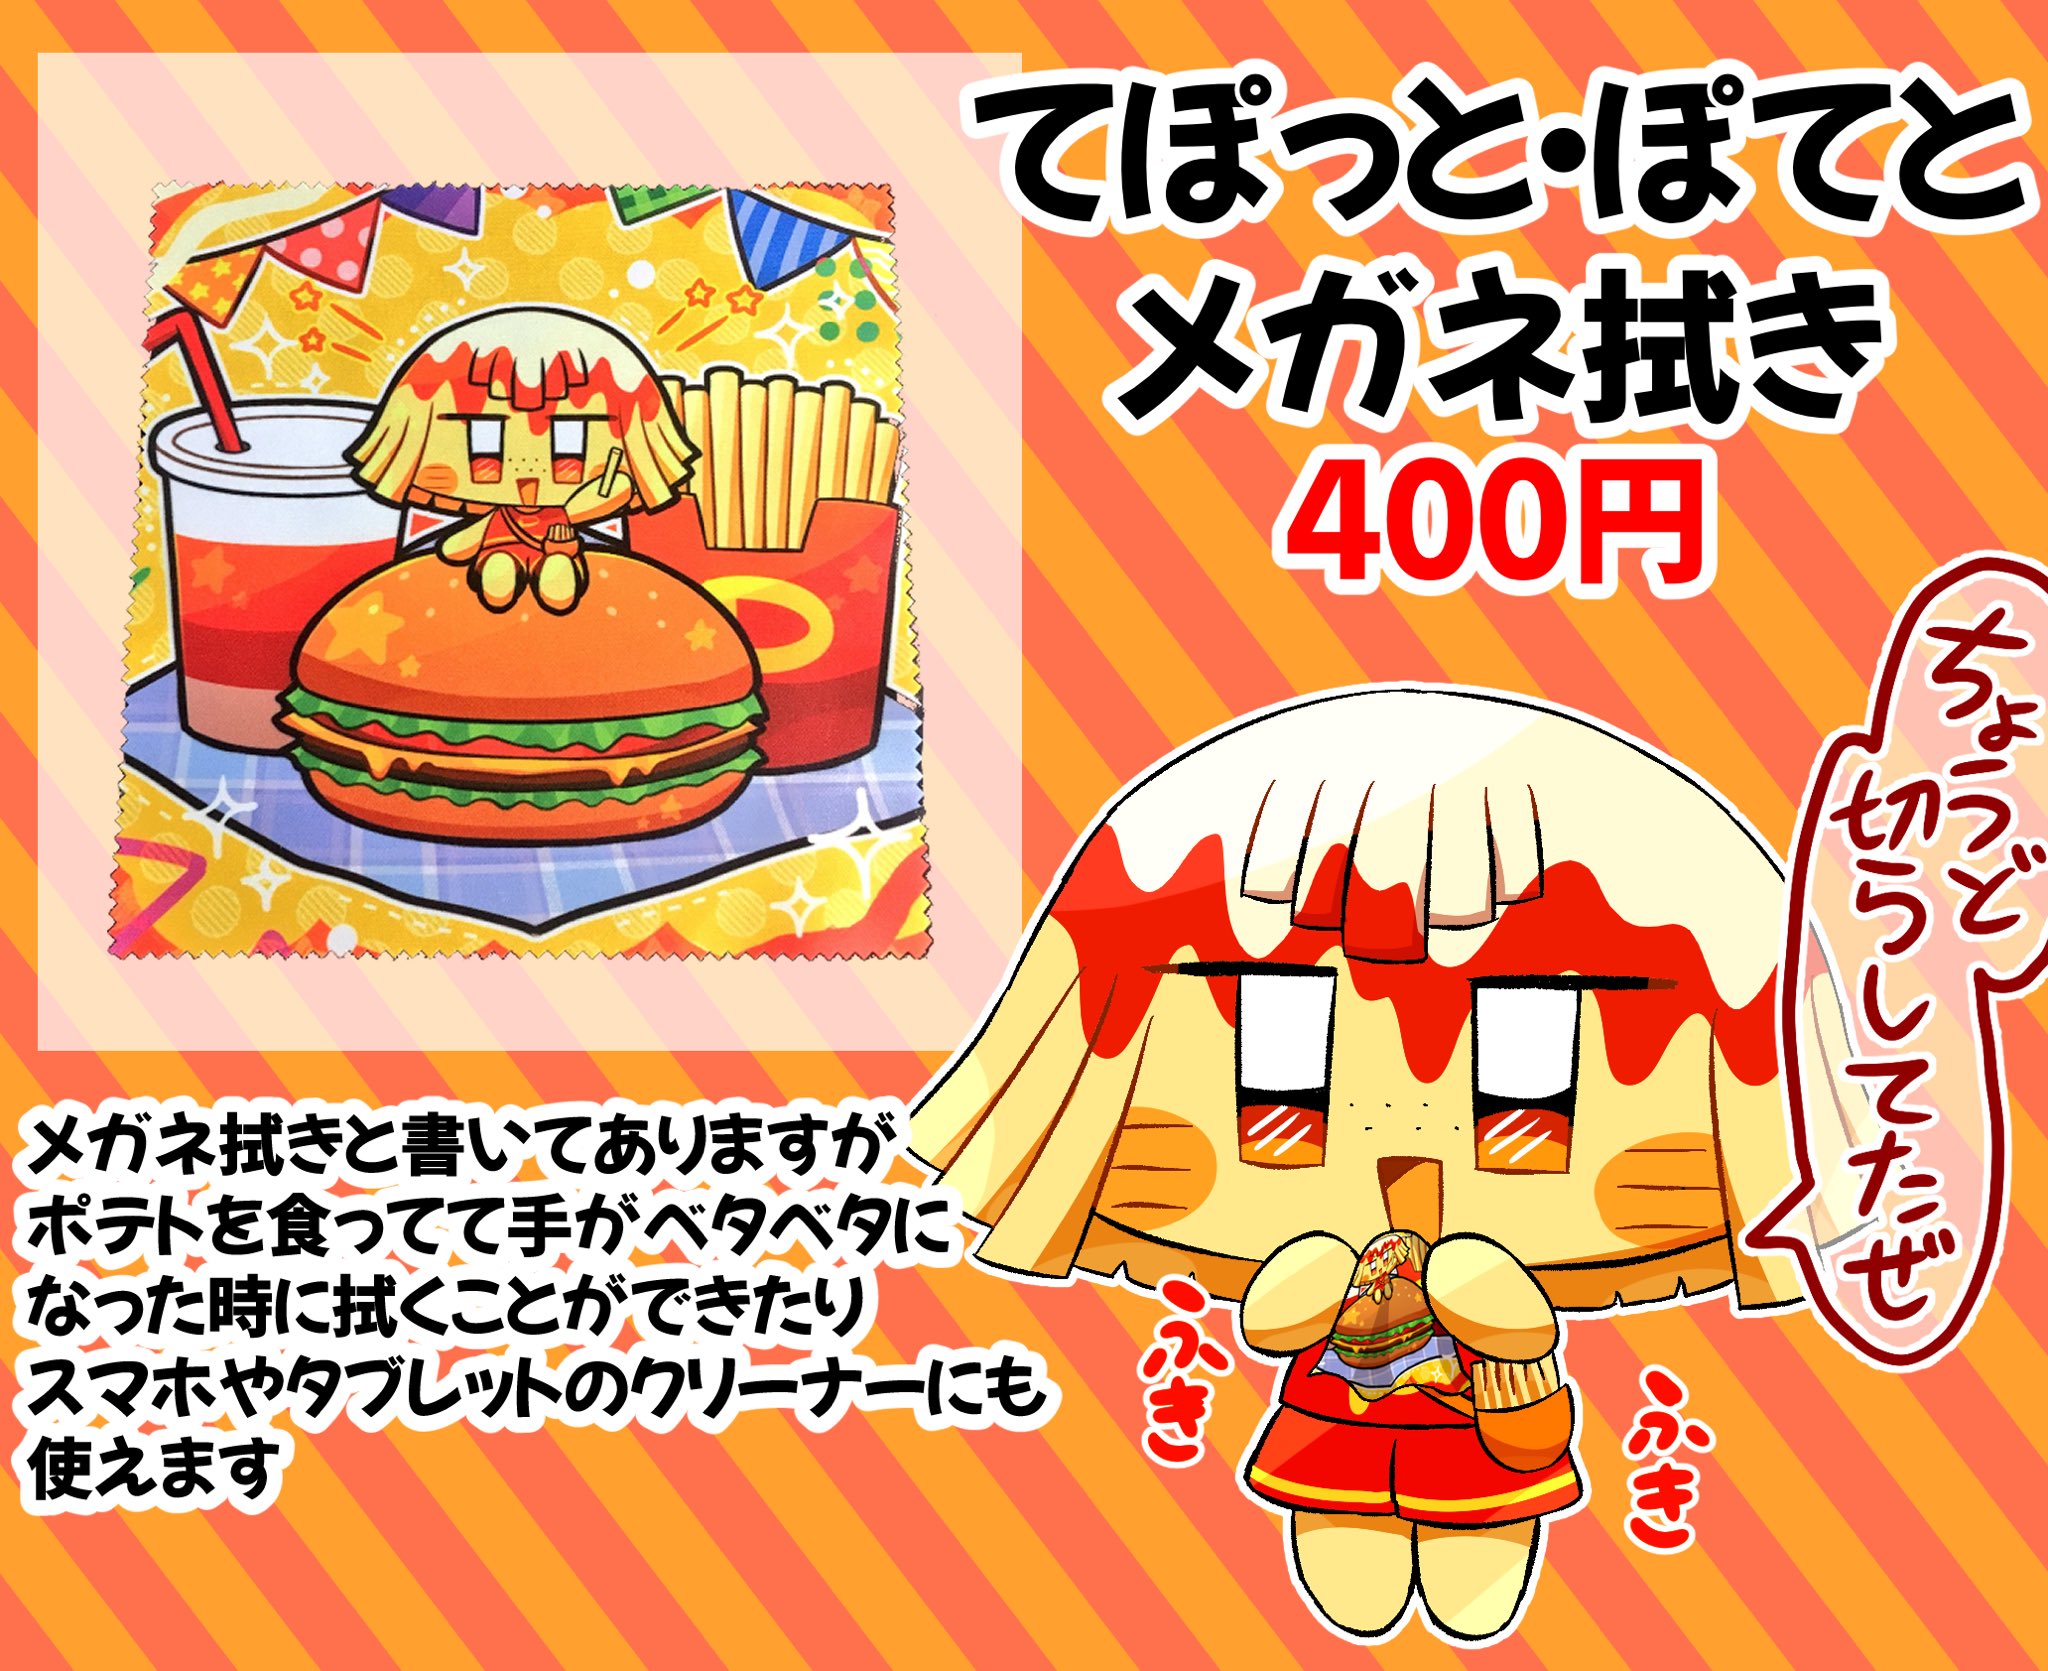 てぽっと・ぽてと
メガネ拭き
400円
ちょうど
切らしてたぜ
メガネ拭きと書いてありますが
ポテトを食ってて手がベタベタに
なった時に拭くことができたり
スマホやタブレットのクリーナーにも
使えます
ふき
ふき